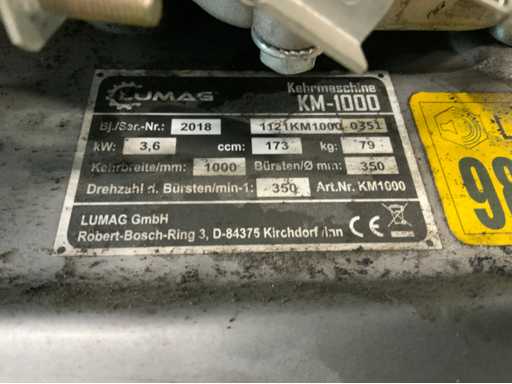 LUMAG
Kehrmaschine
KM-1000
Bj./Ser.-Nr.: 2018 1121KM1000-0351
kW: 3,6 ccm: 173 kg: 79
Kehrbreite/mm: 1000 Bürsten/Ø mm: 350
Drehzahl d. Bürsten/min-1: 350 Art.Nr. KM1000
LUMAG GmbH
Robert-Bosch-Ring 3, D-84375 Kirchdorf/Inn CE
L
98